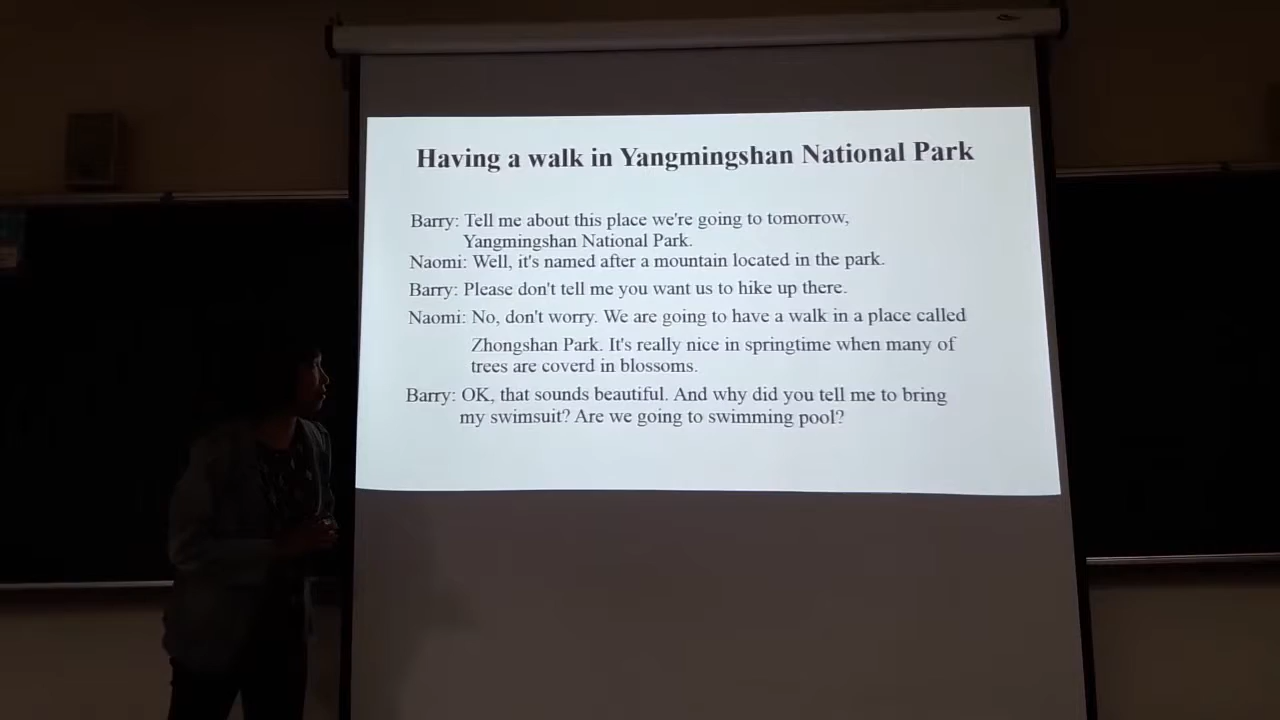 Having a walk in Yangmingshan National Park
Barry: Tell me about this place we're going to tomorrow,
Yangmingshan National Park.
Naomi: Well, it's named after a mountain located in the park.
Barry: Please don't tell me you want us to hike up there.
Naomi: No, don't worry. We are going to have a walk in a place called
Zhongshan Park. It's really nice in springtime when many of
trees are coverd in blossoms.
Barry: OK, that sounds beautiful. And why did you tell me to bring
my swimsuit? Are we going to swimming pool?